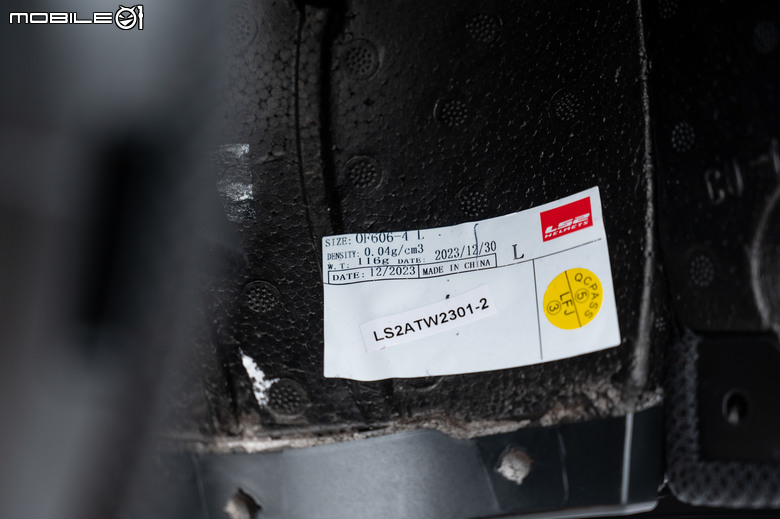 MOBILE01
SIZE: OF606-4 L
DENSITY: 0.04g/cm3
W.T: 116g DATE: 2023/12/30
L
DATE: 12/2023 MADE IN CHINA
LS2
HELMETS
LS2ATW2301-2
QCPASS
5
LFJ
3